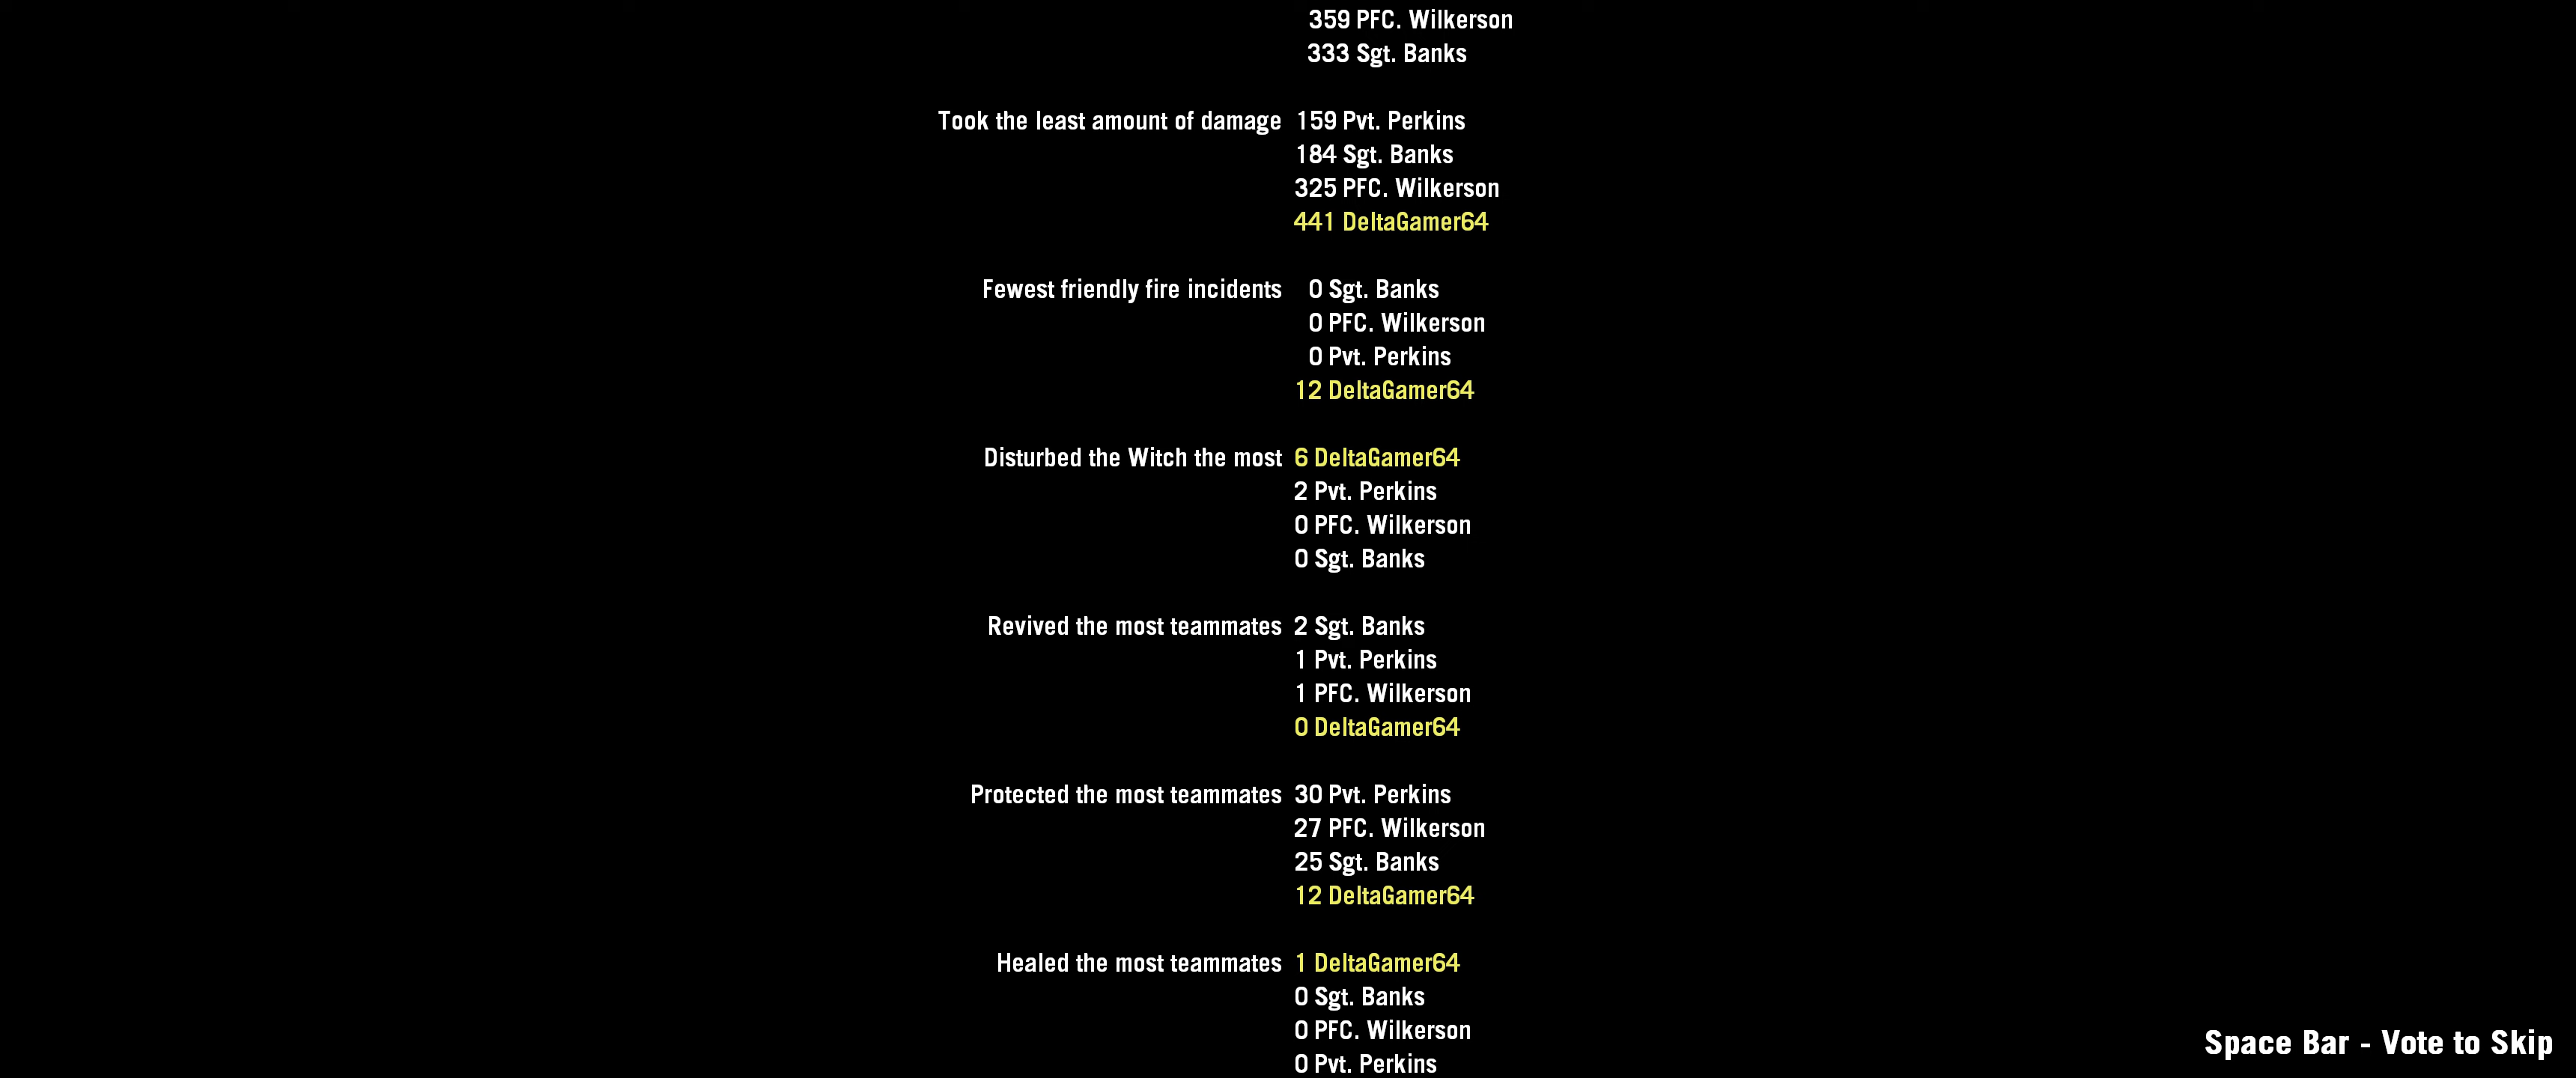 359 PFC. Wilkerson
333 Sgt. Banks
Took the least amount of damage 159 Pvt. Perkins
184 Sgt. Banks
325 PFC. Wilkerson
441 DeltaGamer64
Fewest friendly fire incidents 0 Sgt. Banks
0 PFC. Wilkerson
0 Pvt. Perkins
12 DeltaGamer64
Disturbed the Witch the most 6 DeltaGamer64
2 Pvt. Perkins
0 PFC. Wilkerson
0 Sgt. Banks
Revived the most teammates 2 Sgt. Banks
1 Pvt. Perkins
1 PFC. Wilkerson
0 DeltaGamer64
Protected the most teammates 30 Pvt. Perkins
27 PFC. Wilkerson
25 Sgt. Banks
12 DeltaGamer64
Healed the most teammates 1 DeltaGamer64
0 Sgt. Banks
0 PFC. Wilkerson
0 Pvt. Perkins
Space Bar - Vote to Skip